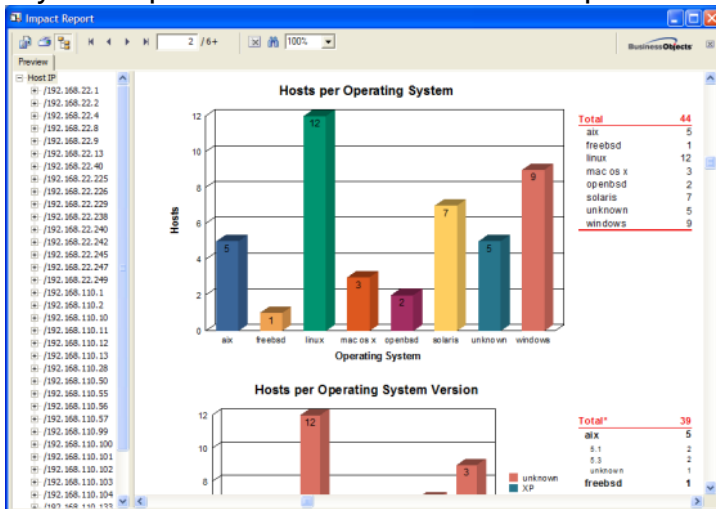 Impact Report
2 /6+
100%
BusinessObjects
Preview
Host IP
/192.168.22.1
/192.168.22.2
/192.168.22.4
/192.168.22.8
/192.168.22.9
/192.168.22.13
/192.168.22.40
/192.168.22.225
/192.168.22.226
/192.168.22.229
/192.168.22.238
/192.168.22.240
/192.168.22.242
/192.168.22.245
/192.168.22.247
/192.168.22.249
/192.168.110.1
/192.168.110.2
/192.168.110.10
/192.168.110.11
/192.168.110.12
/192.168.110.13
/192.168.110.28
/192.168.110.50
/192.168.110.55
/192.168.110.56
/192.168.110.57
/192.168.110.99
/192.168.110.100
/192.168.110.101
/192.168.110.102
/192.168.110.103
/192.168.110.104
/192.168.110.133
Hosts per Operating System
12
10
8
6
4
2
0
Hosts
5
1
12
3
2
7
5
9
aix freebsd linux mac os x openbsd solaris unknown windows
Operating System
Total 44
aix 5
freebsd 1
linux 12
mac os x 3
openbsd 2
solaris 7
unknown 5
windows 9
Hosts per Operating System Version
12
10
8
12
9
unknown
XP
Total* 39
aix 5
5.1 2
5.3 2
unknown 1
freebsd 1